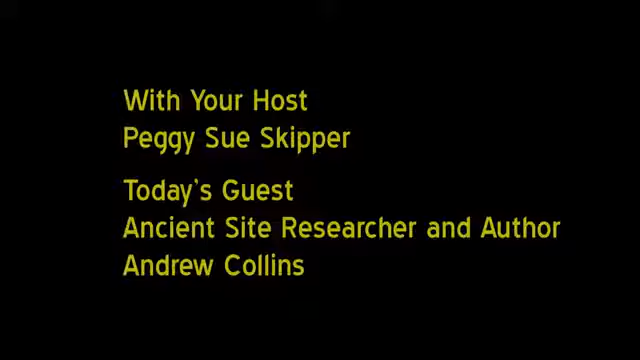 With Your Host
Peggy Sue Skipper
Today's Guest
Ancient Site Researcher and Author
Andrew Collins